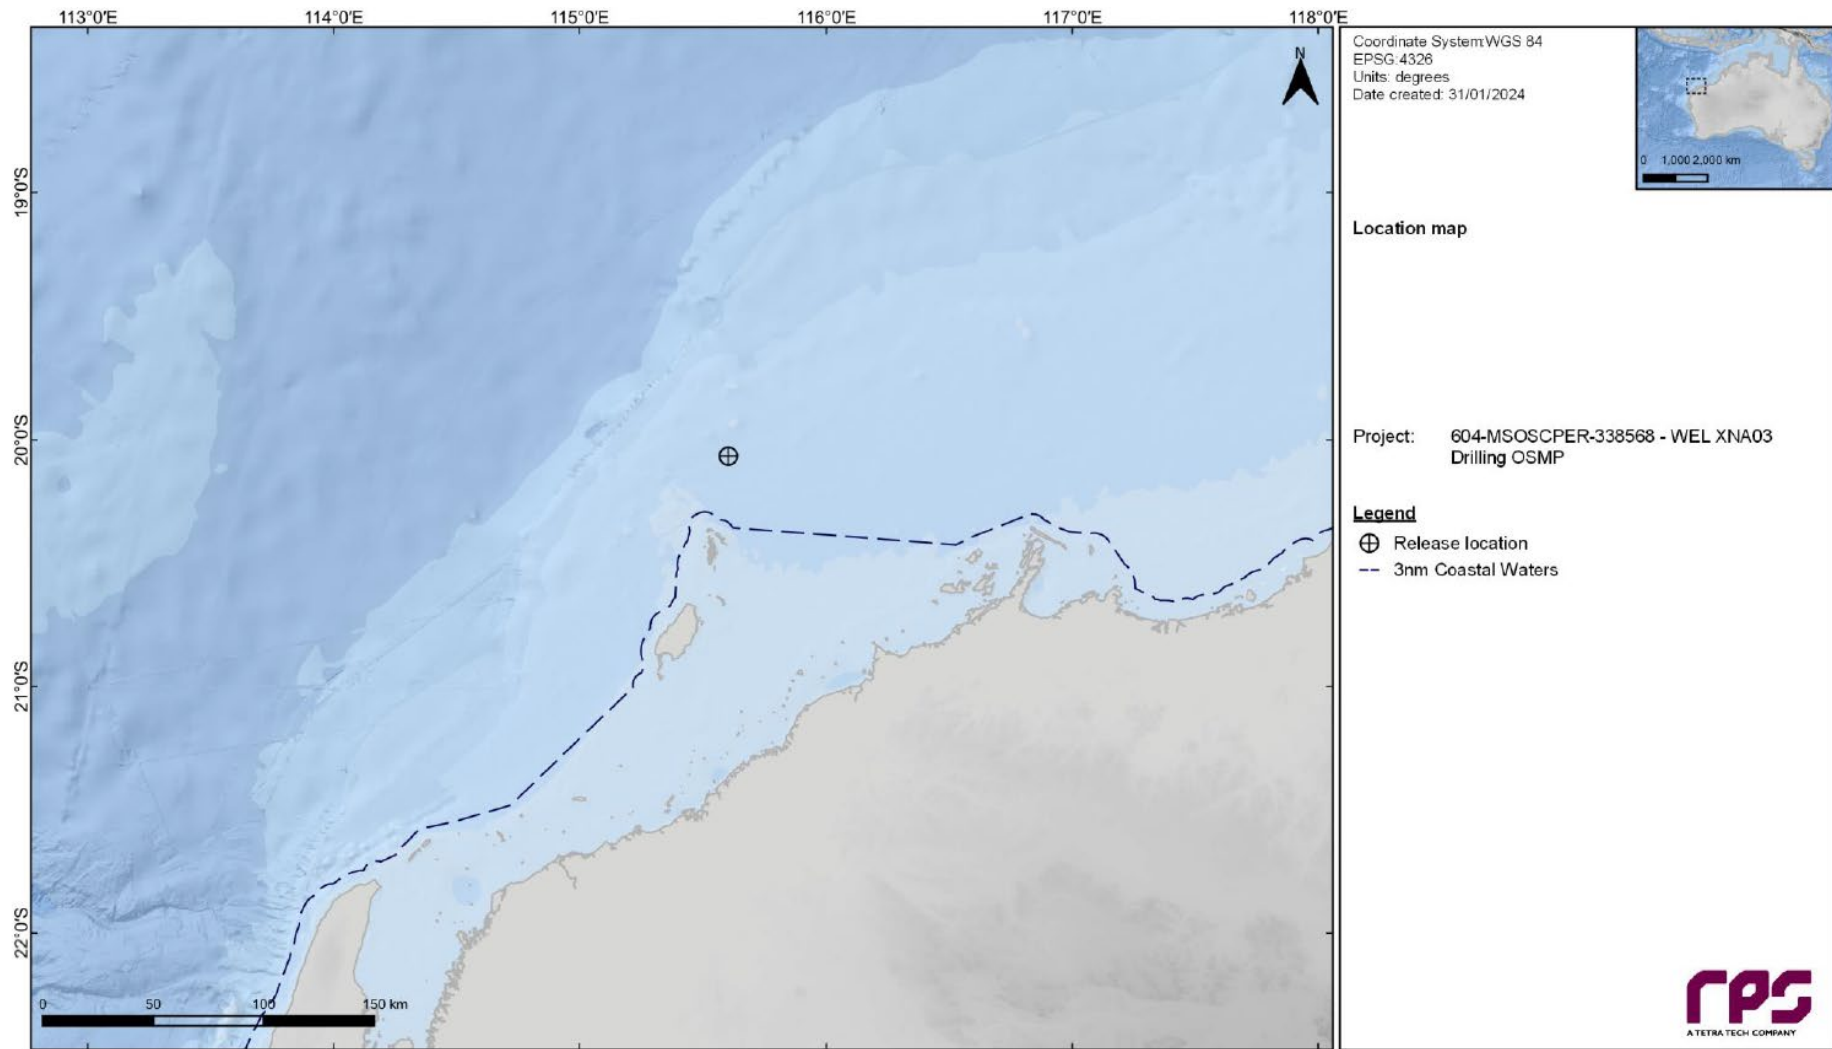 113°0'E 114°0'E 115°0'E 116°0'E 117°0'E 118°0'E
19°0'S
20°0'S
21°0'S
22°0'S
N
0 50 100 150 km
Coordinate System:WGS 84
EPSG:4326
Units: degrees
Date created: 31/01/2024
0 1,000 2,000 km
Location map
Project: 604-MSOSCPER-338568 - WEL XNA03
Drilling OSMP
Legend
Release location
3nm Coastal Waters
rps
A TETRA TECH COMPANY